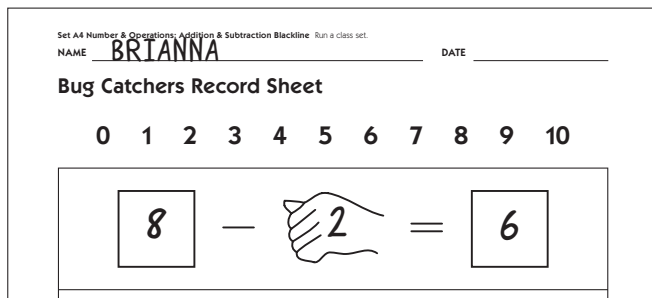 Set A4 Number & Operations: Addition & Subtraction Blackline Run a class set.
NAME BRIANNA DATE
Bug Catchers Record Sheet
0 1 2 3 4 5 6 7 8 9 10
8 – 2 = 6